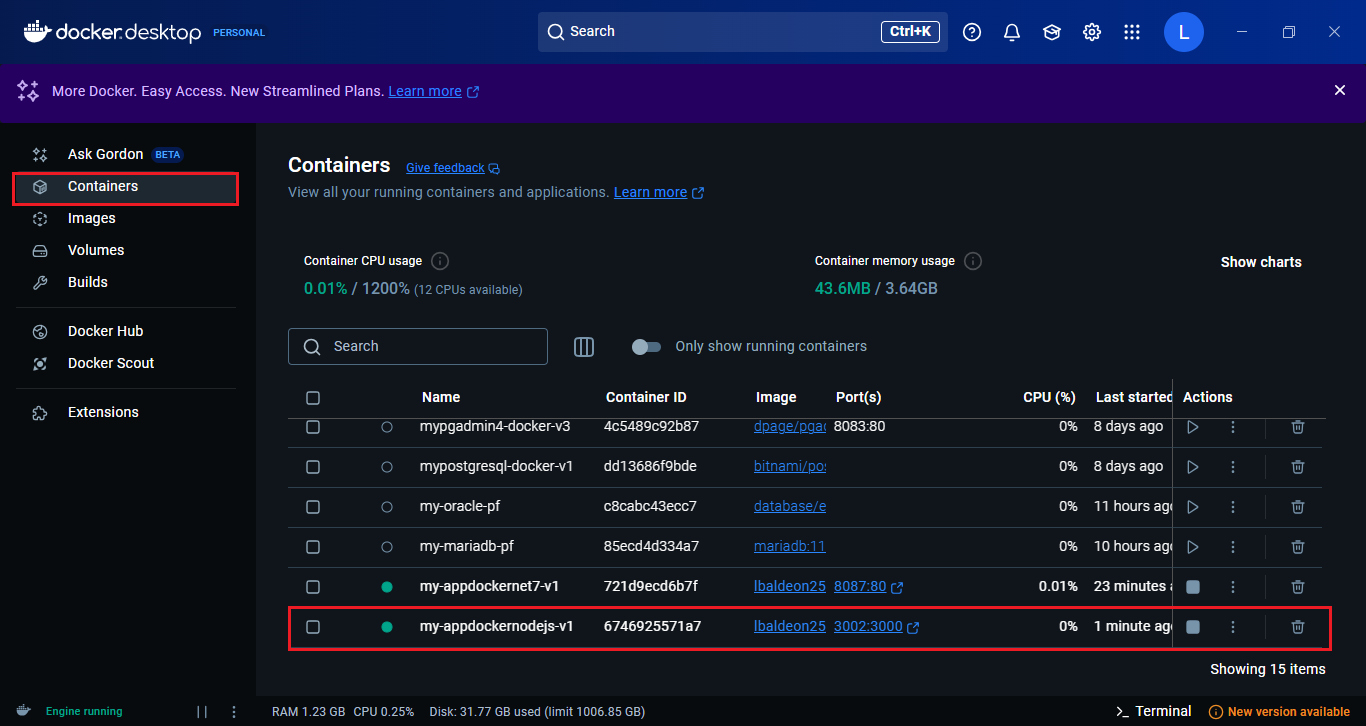 docker.desktop PERSONAL Search Ctrl+K L
More Docker. Easy Access. New Streamlined Plans. Learn more
Ask Gordon BETA
Containers
Images
Volumes
Builds
Docker Hub
Docker Scout
Extensions
Containers Give feedback
View all your running containers and applications. Learn more
Container CPU usage
0.01% / 1200% (12 CPUs available)
Container memory usage
43.6MB / 3.64GB
Show charts
Search
Only show running containers
Name Container ID Image Port(s) CPU (%) Last started Actions
mypgadmin4-docker-v3 4c5489c92b87 dpage/pgad 8083:80 0% 8 days ago
mypostgresql-docker-v1 dd13686f9bde bitnami/pos 0% 8 days ago
my-oracle-pf c8cabc43ecc7 database/e 0% 11 hours ago
my-mariadb-pf 85ecd4d334a7 mariadb:11 0% 10 hours ago
my-appdockernet7-v1 721d9ecd6b7f lbaldeon25 8087:80 0.01% 23 minutes a
my-appdockernodejs-v1 6746925571a7 lbaldeon25 3002:3000 0% 1 minute ago
Showing 15 items
Engine running RAM 1.23 GB CPU 0.25% Disk: 31.77 GB used (limit 1006.85 GB) >_ Terminal New version available